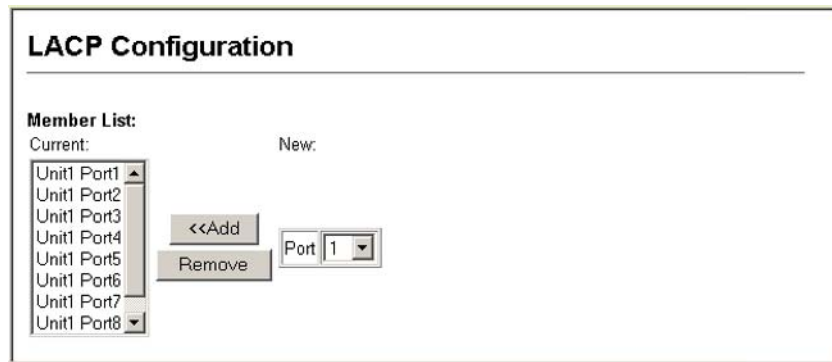 LACP Configuration
Member List:
Current:
New:
Unit1 Port1
Unit1 Port2
Unit1 Port3
Unit1 Port4
Unit1 Port5
Unit1 Port6
Unit1 Port7
Unit1 Port8
<<Add
Remove
Port 1